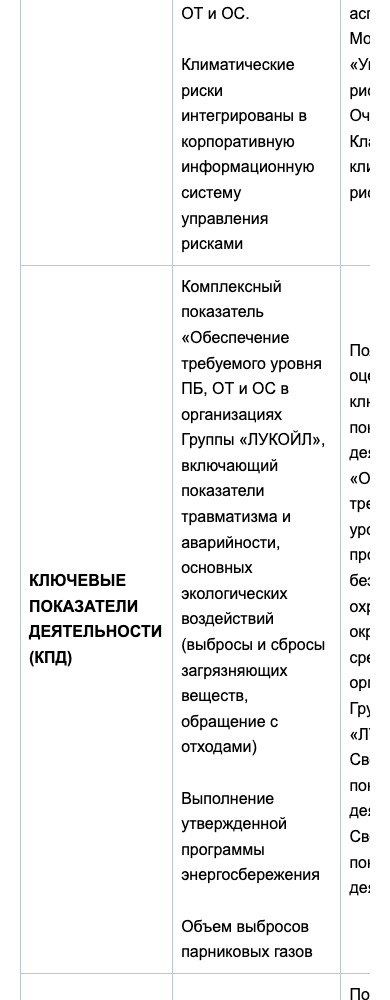 ОТ и ОС.
Климатические
риски
интегрированы в
корпоративную
информационную
систему
управления
рисками
КЛЮЧЕВЫЕ
ПОКАЗАТЕЛИ
ДЕЯТЕЛЬНОСТИ
(КПД)
Комплексный
показатель
«Обеспечение
требуемого уровня
ПБ, ОТ и ОС в
организациях
Группы «ЛУКОЙЛ»,
включающий
показатели
травматизма и
аварийности,
основных
экологических
воздействий
(выбросы и сбросы
загрязняющих
веществ,
обращение с
отходами)
Выполнение
утвержденной
программы
энергосбережения
Объем выбросов
парниковых газов